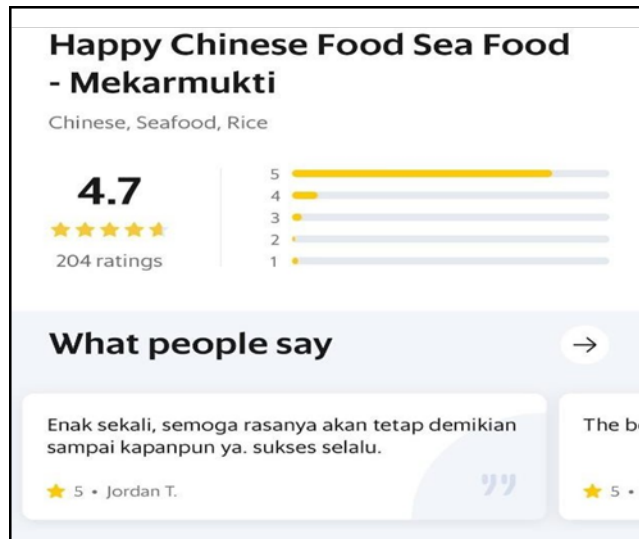 Happy Chinese Food Sea Food
- Mekarmukti
Chinese, Seafood, Rice
4.7
204 ratings
5
4
3
2
1
What people say
Enak sekali, semoga rasanya akan tetap demikian
sampai kapanpun ya. sukses selalu.
5 • Jordan T.
The
5 •